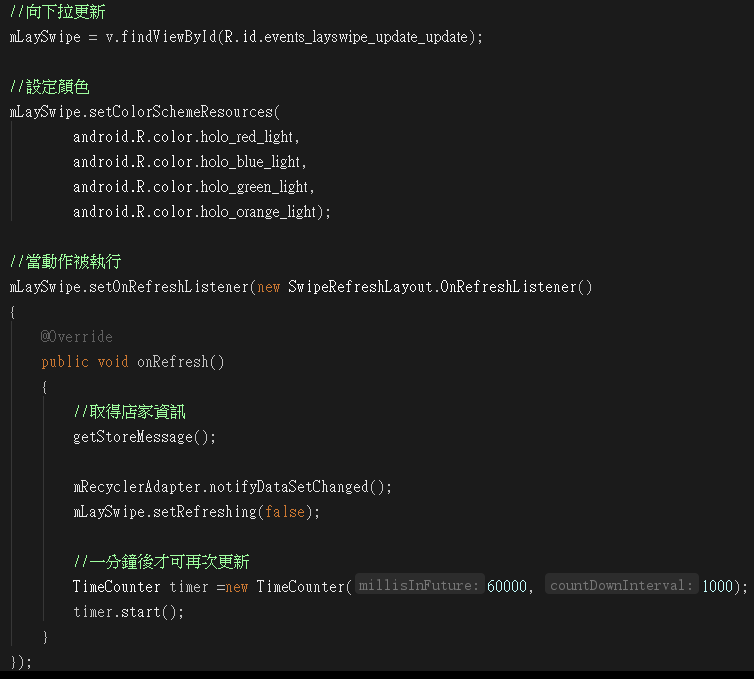 //向下拉更新
mLaySwipe = v.findViewById(R.id.events_layswipe_update_update);
//設定顏色
mLaySwipe.setColorSchemeResources(
android.R.color.holo_red_light,
android.R.color.holo_blue_light,
android.R.color.holo_green_light,
android.R.color.holo_orange_light);
//當動作被執行
mLaySwipe.setOnRefreshListener(new SwipeRefreshLayout.OnRefreshListener()
{
@Override
public void onRefresh()
{
//取得店家資訊
getStoreMessage();
mRecyclerAdapter.notifyDataSetChanged();
mLaySwipe.setRefreshing(false);
//一分鐘後才可再次更新
TimeCounter timer =new TimeCounter( millisInFuture: 60000, countDownInterval: 1000);
timer.start();
}
});